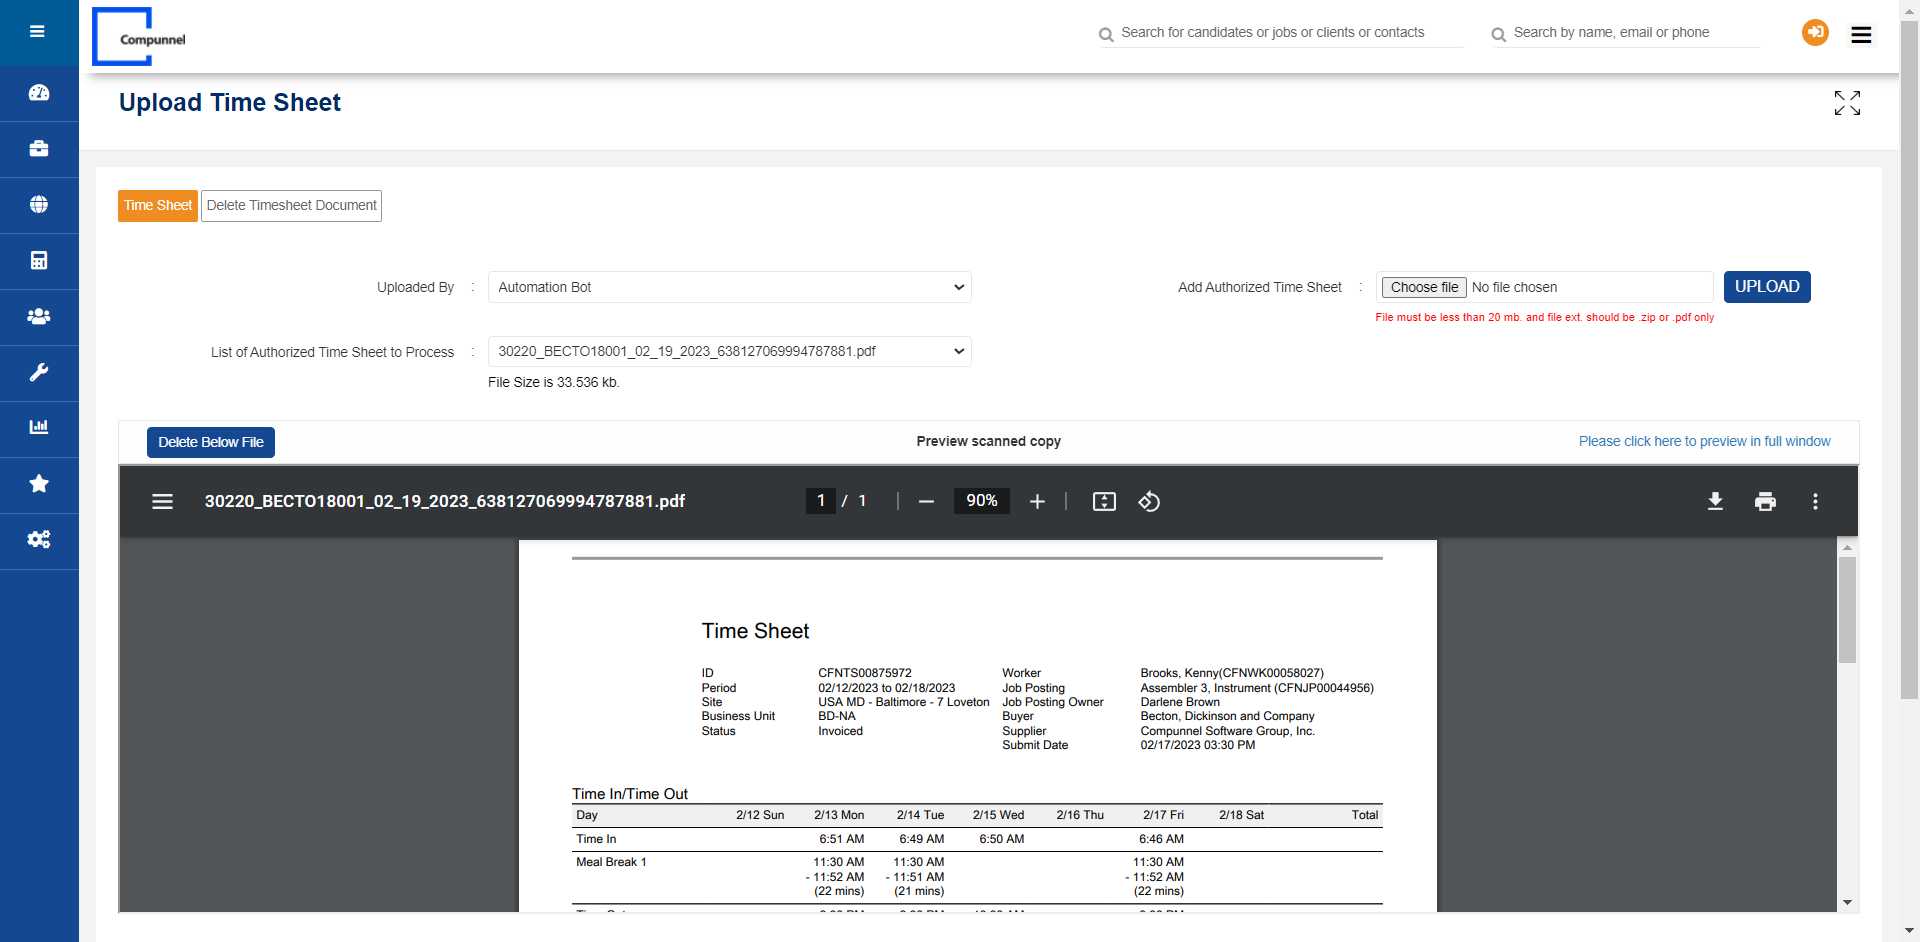 Compunnel
Search for candidates or jobs or clients or contacts
Search by name, email or phone
Upload Time Sheet
Time Sheet
Delete Timesheet Document
Uploaded By : Automation Bot
Add Authorized Time Sheet : Choose file No file chosen UPLOAD
File must be less than 20 mb. and file ext. should be .zip or .pdf only
List of Authorized Time Sheet to Process : 30220_BECTO18001_02_19_2023_638127069994787881.pdf
File Size is 33.536 kb.
Delete Below File
Preview scanned copy
Please click here to preview in full window
30220_BECTO18001_02_19_2023_638127069994787881.pdf 1 / 1 90%
Time Sheet
ID CFNTS00875972 Worker Brooks, Kenny(CFNWK00058027)
Period 02/12/2023 to 02/18/2023 Job Posting Assembler 3, Instrument (CFNJP00044956)
Site USA MD - Baltimore - 7 Loveton Job Posting Owner Darlene Brown
Business Unit BD-NA Buyer Becton, Dickinson and Company
Status Invoiced Supplier Compunnel Software Group, Inc.
Submit Date 02/17/2023 03:30 PM
Time In/Time Out
Day 2/12 Sun 2/13 Mon 2/14 Tue 2/15 Wed 2/16 Thu 2/17 Fri 2/18 Sat Total
Time In 6:51 AM 6:49 AM 6:50 AM 6:46 AM
Meal Break 1 11:30 AM 11:30 AM 11:30 AM
- 11:52 AM - 11:51 AM - 11:52 AM
(22 mins) (21 mins) (22 mins)